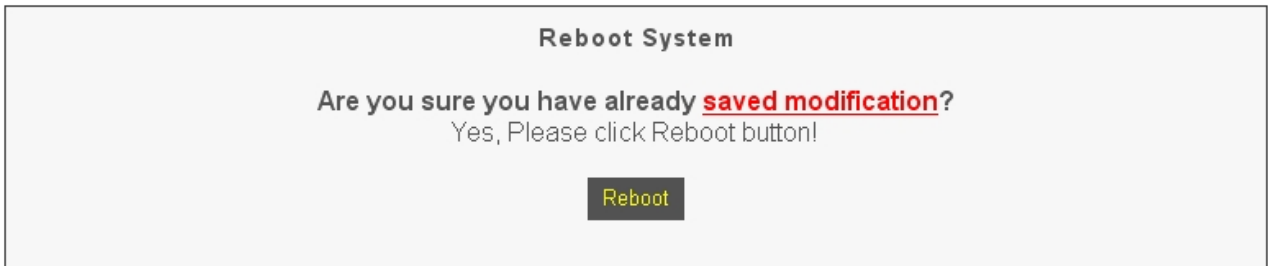 Reboot System
Are you sure you have already saved modification?
Yes, Please click Reboot button!
Reboot